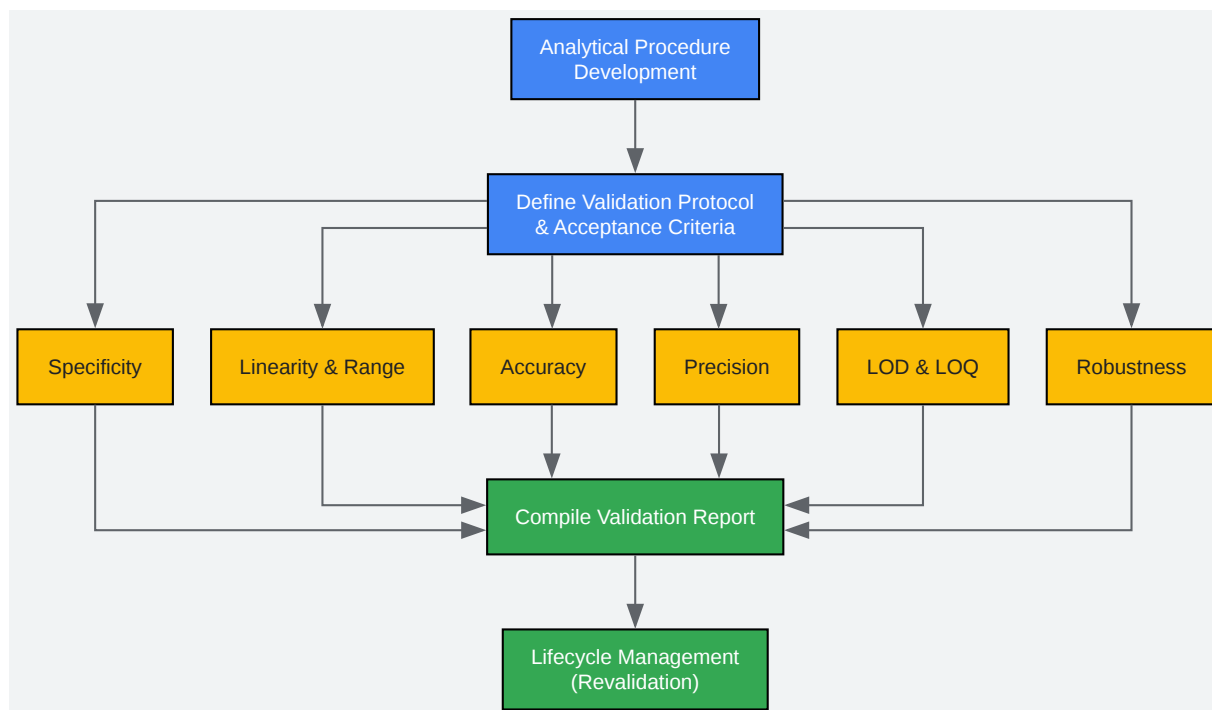 Analytical Procedure
Development
Define Validation Protocol
& Acceptance Criteria
Specificity
Linearity & Range
Accuracy
Precision
LOD & LOQ
Robustness
Compile Validation Report
Lifecycle Management
(Revalidation)